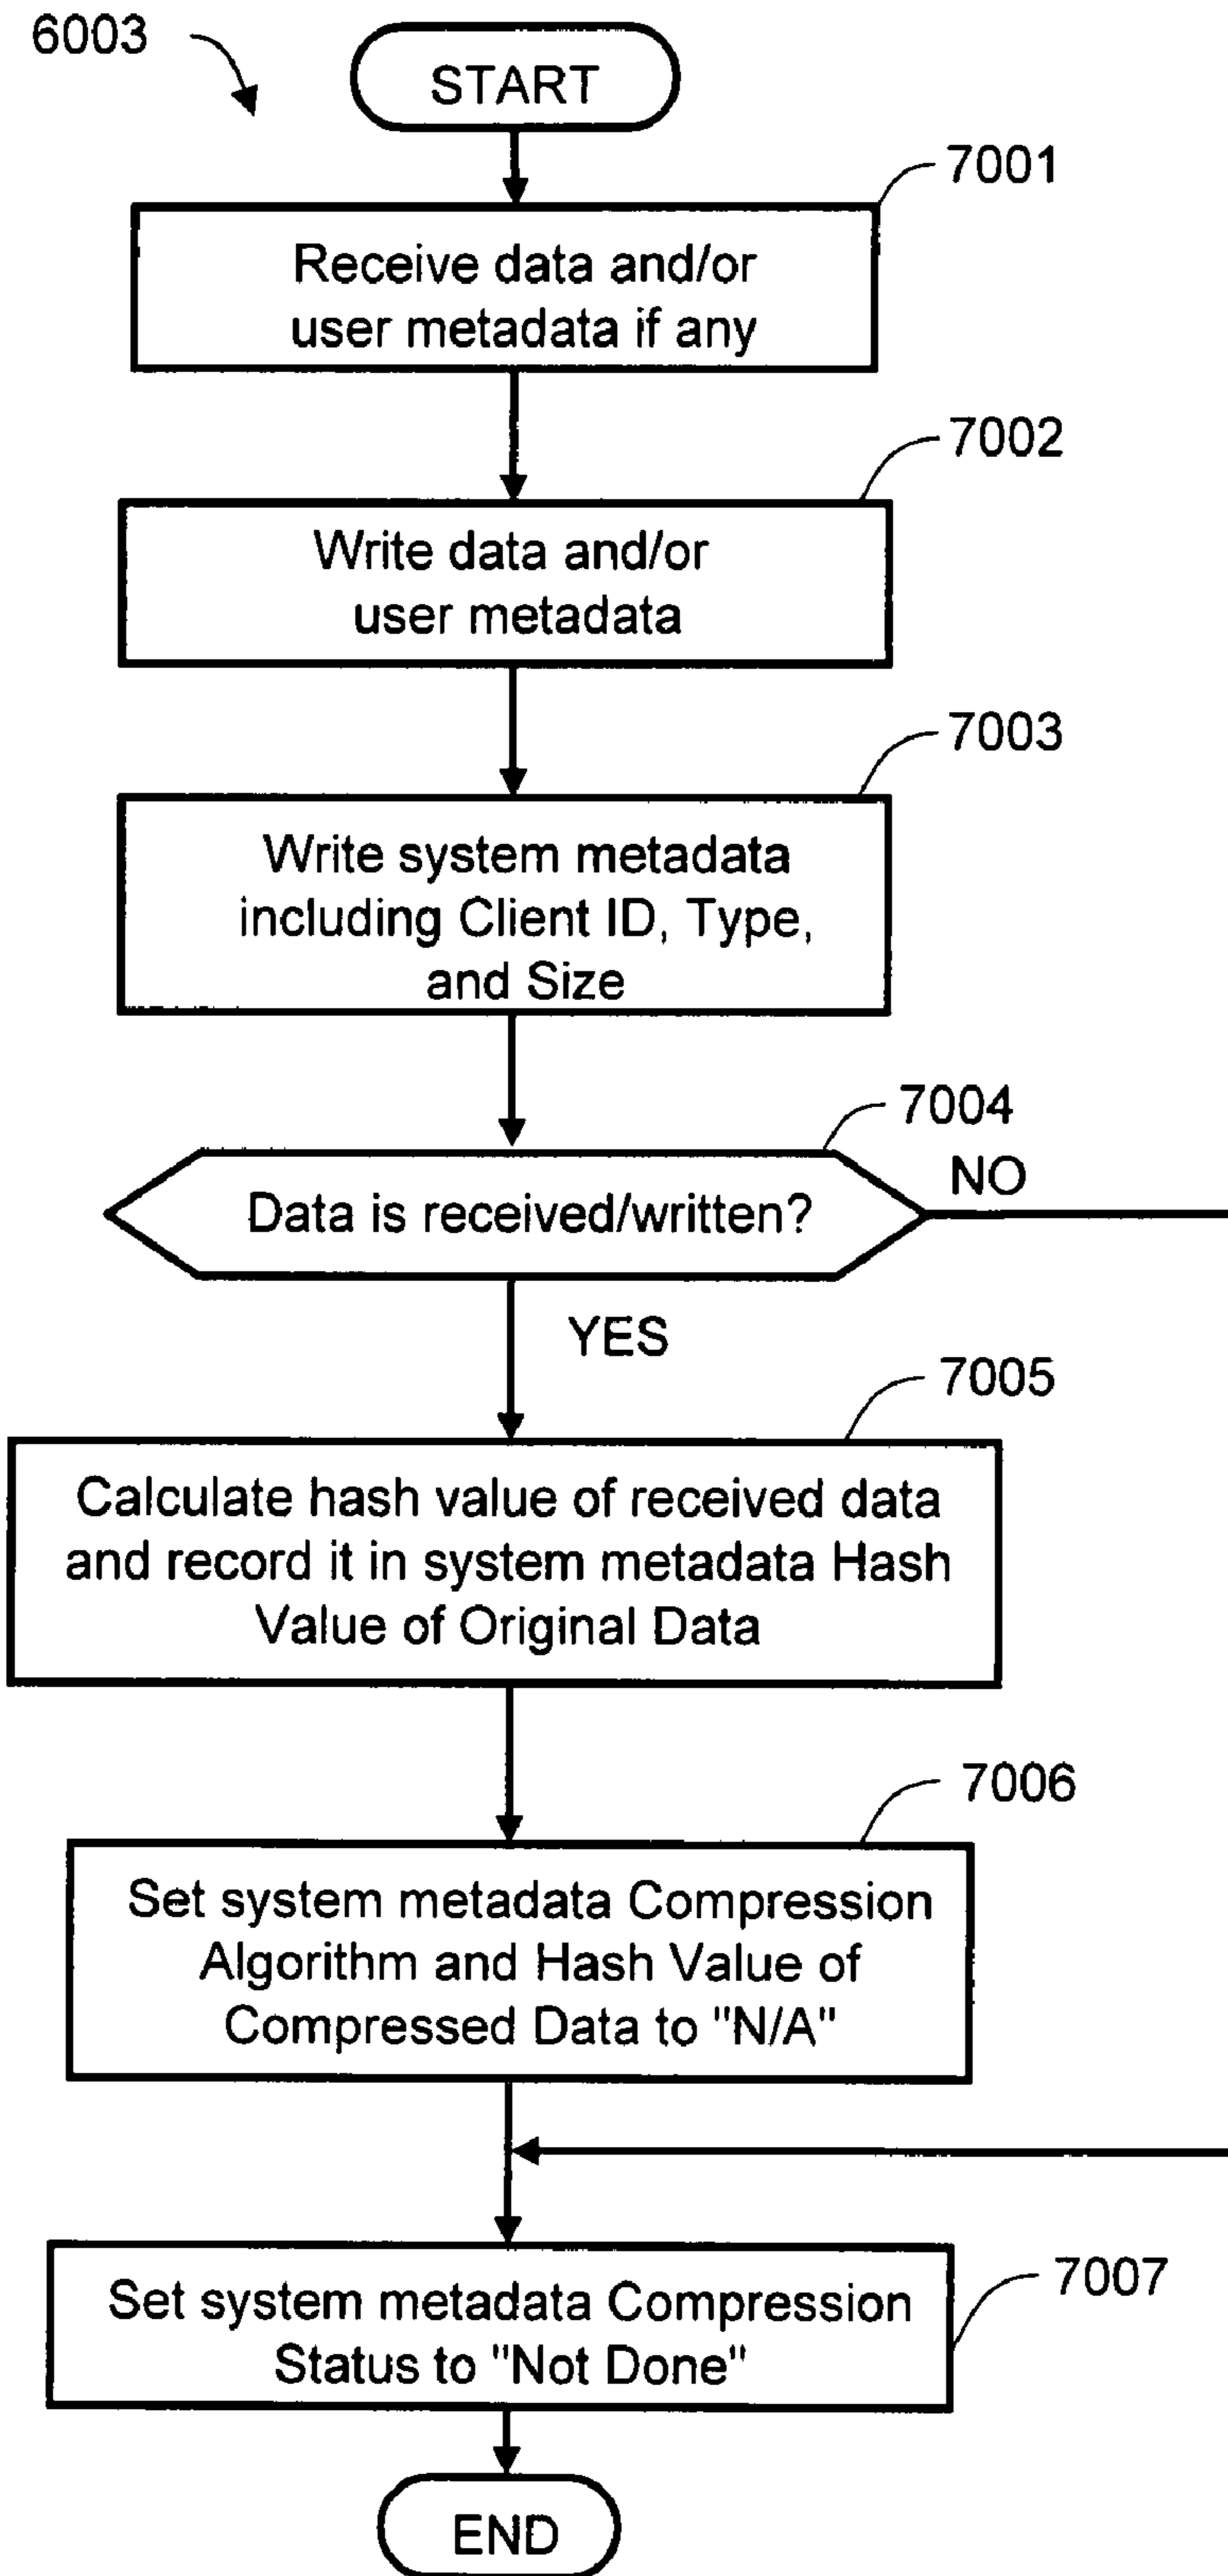 6003
START
7001
Receive data and/or
user metadata if any
7002
Write data and/or
user metadata
7003
Write system metadata
including Client ID, Type,
and Size
7004
NO
Data is received/written?
YES
7005
Calculate hash value of received data
and record it in system metadata Hash
Value of Original Data
7006
Set system metadata Compression
Algorithm and Hash Value of
Compressed Data to "N/A"
7007
Set system metadata Compression
Status to "Not Done"
END